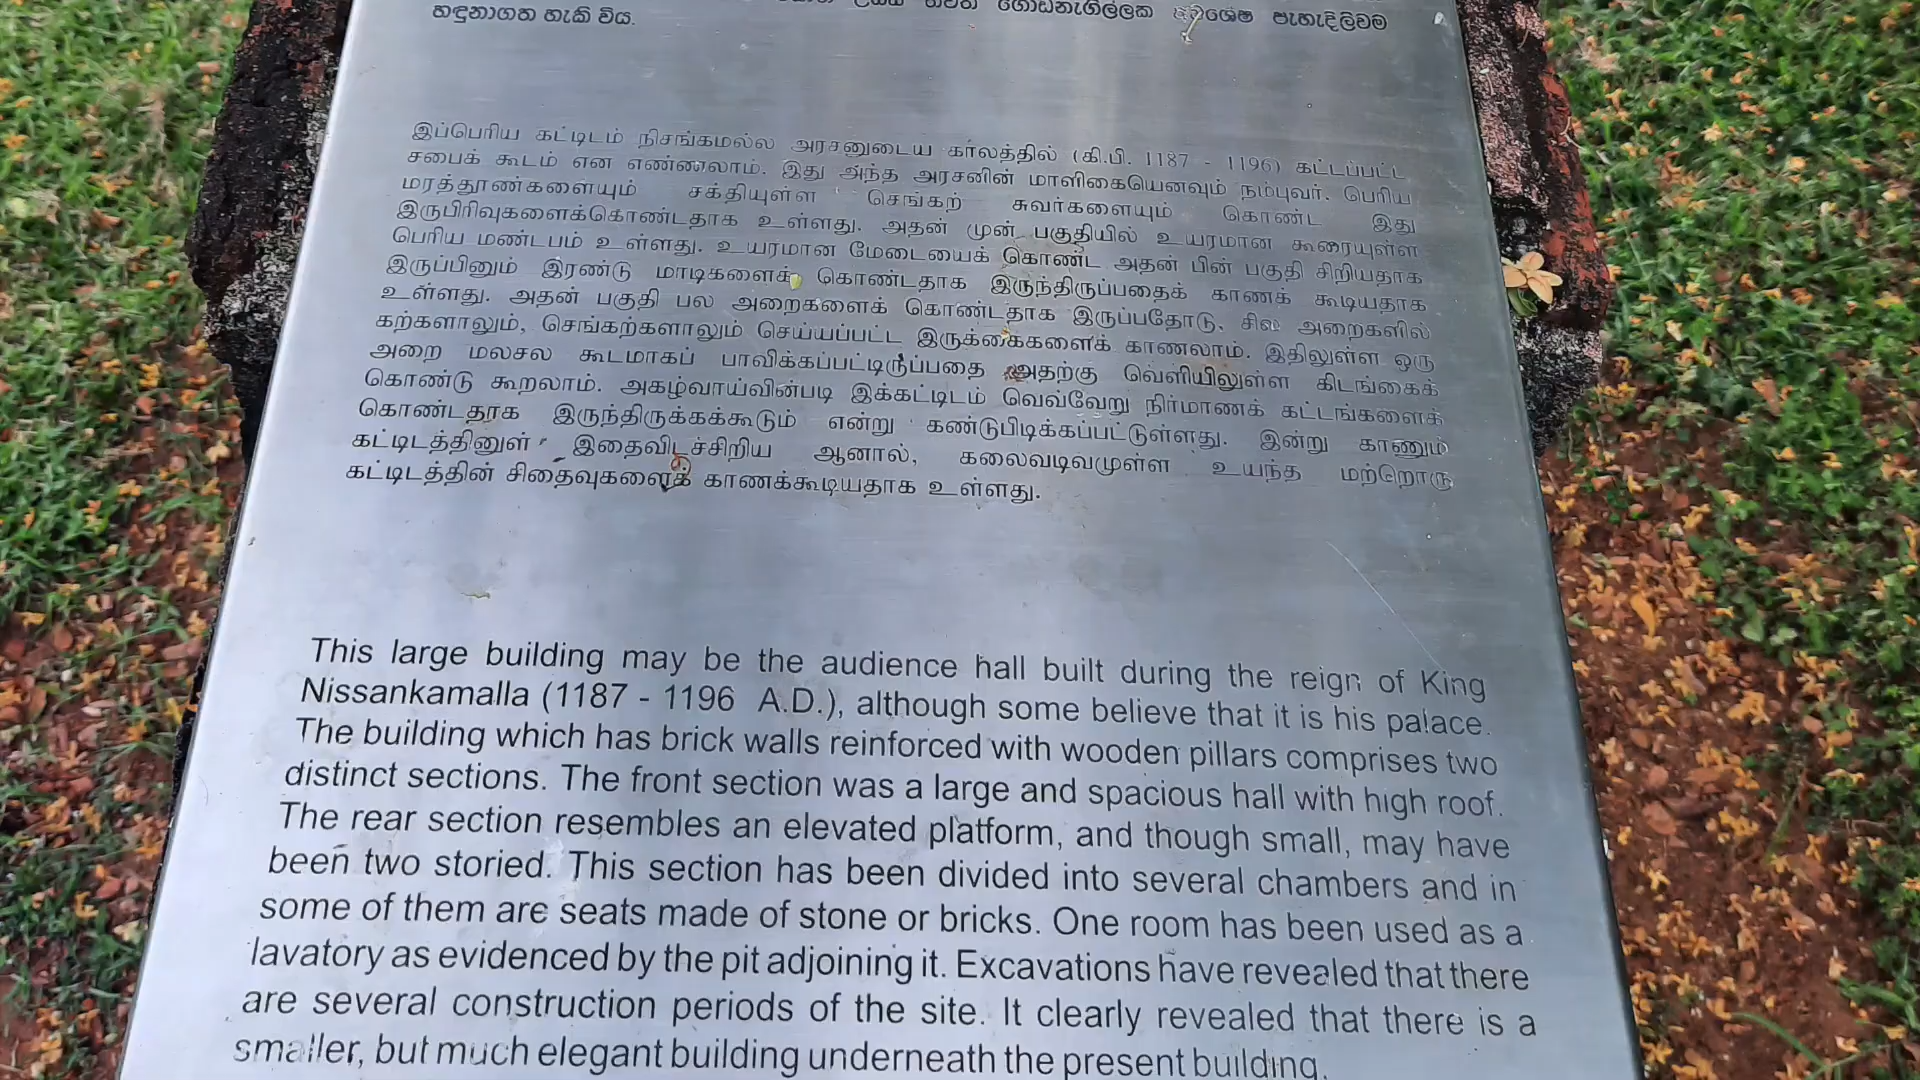 ගොඩනැගිල්ලක අවශේෂ පැහැදිලිවම
හඳුනාගත හැකි විය.
இப்பெரிய கட்டிடம் நிசங்கமல்ல அரசனுடைய காலத்தில் (கி.பி. 1187 - 1196) கட்டப்பட்ட
சபைக் கூடம் என எண்ணலாம். இது அந்த அரசனின் மாளிகையெனவும் நம்புவர். பெரிய
மரத்தூண்களையும் சக்தியுள்ள செங்கற் சுவர்களையும் கொண்ட இது
இருபிரிவுகளைக்கொண்டதாக உள்ளது. அதன் முன் பகுதியில் உயரமான கூரையுள்ள
பெரிய மண்டபம் உள்ளது. உயரமான மேடையைக் கொண்ட அதன் பின் பகுதி சிறியதாக
இருப்பினும் இரண்டு மாடிகளைக் கொண்டதாக இருந்திருப்பதைக் காணக் கூடியதாக
உள்ளது. அதன் பகுதி பல அறைகளைக் கொண்டதாக இருப்பதோடு, சில அறைகளில்
கற்களாலும், செங்கற்களாலும் செய்யப்பட்ட இருக்கைகளைக் காணலாம். இதிலுள்ள ஒரு
அறை மலசல கூடமாகப் பாவிக்கப்பட்டிருப்பதை அதற்கு வெளியிலுள்ள கிடங்கைக்
கொண்டு கூறலாம். அகழ்வாய்வின்படி இக்கட்டிடம் வெவ்வேறு நிர்மாணக் கட்டங்களைக்
கொண்டதாக இருந்திருக்கக்கூடும் என்று கண்டுபிடிக்கப்பட்டுள்ளது. இன்று காணும்
கட்டிடத்தினுள் இதைவிடச்சிறிய ஆனால், கலைவடிவமுள்ள உயந்த மற்றொரு
கட்டிடத்தின் சிதைவுகளைக் காணக்கூடியதாக உள்ளது.
This large building may be the audience hall built during the reign of King
Nissankamalla (1187 - 1196 A.D.), although some believe that it is his palace.
The building which has brick walls reinforced with wooden pillars comprises two
distinct sections. The front section was a large and spacious hall with high roof.
The rear section resembles an elevated platform, and though small, may have
been two storied. This section has been divided into several chambers and in
some of them are seats made of stone or bricks. One room has been used as a
lavatory as evidenced by the pit adjoining it. Excavations have revealed that there
are several construction periods of the site. It clearly revealed that there is a
smaller, but much elegant building underneath the present building.